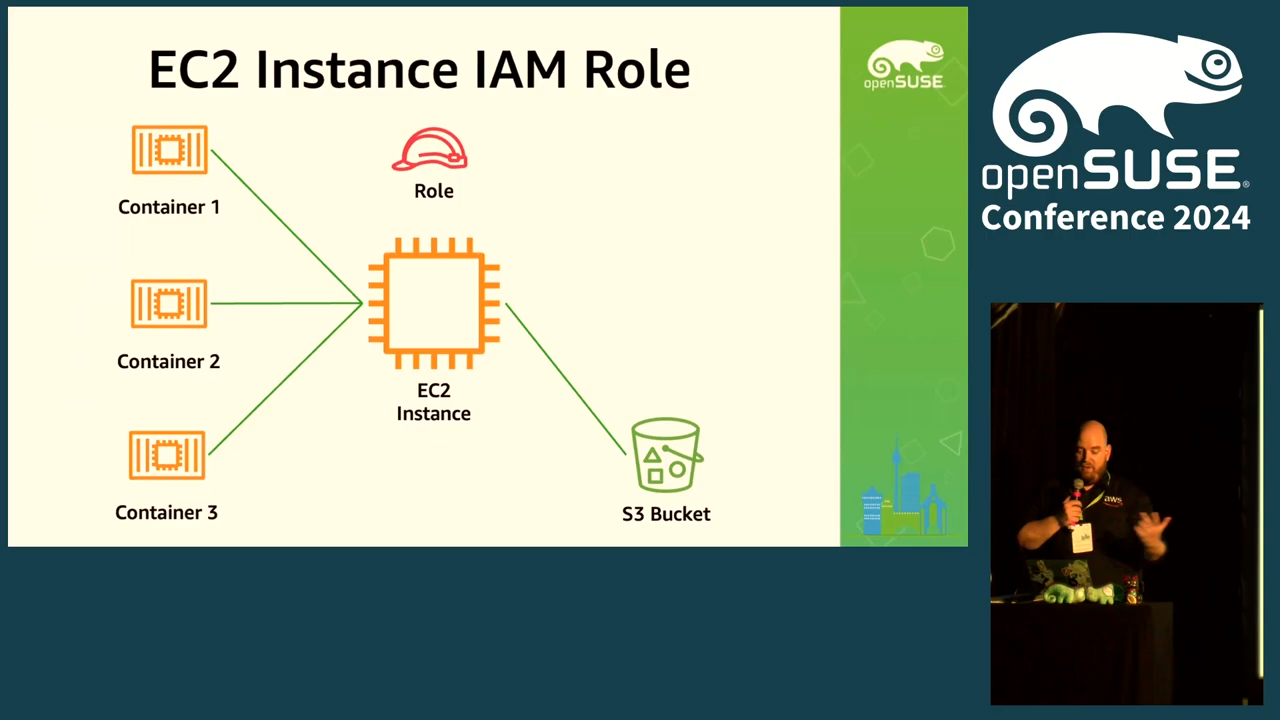 EC2 Instance IAM Role
Container 1
Role
Container 2
EC2
Instance
Container 3
S3 Bucket
openSUSE
openSUSE
Conference 2024
aws